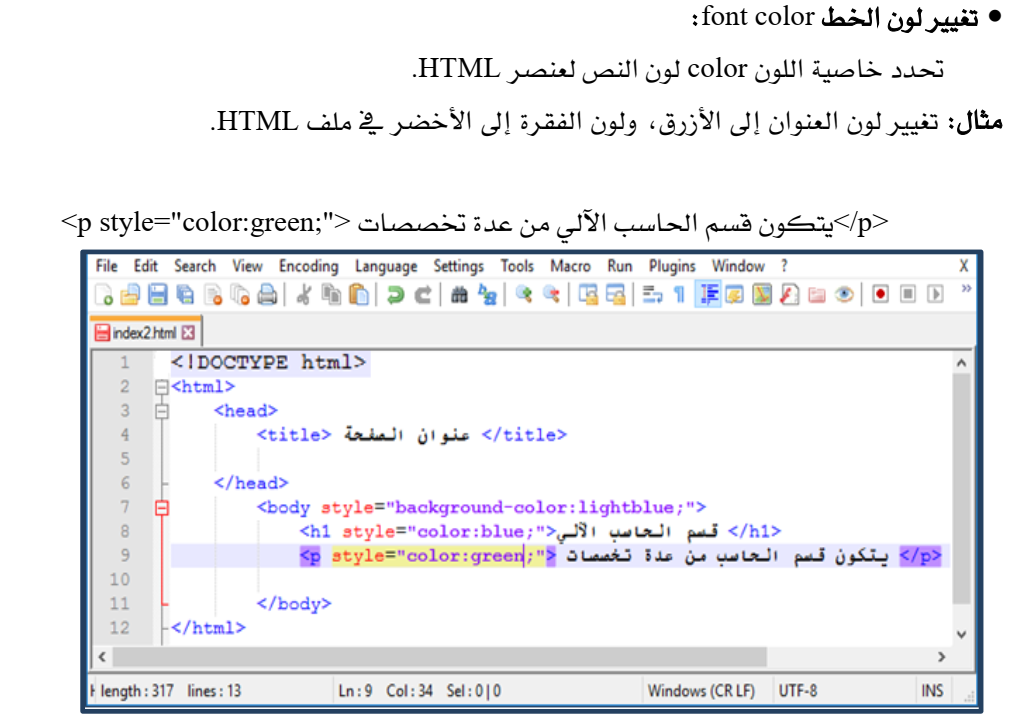 ● تغيير لون الخط font color:
تحدد خاصية اللون color لون النص لعنصر HTML.
مثال: تغيير لون العنوان إلى الأزرق، ولون الفقرة إلى الأخضر في ملف HTML.
<p style="color:green;">يتكون قسم الحاسب الآلي من عدة تخصصات</p>
File Edit Search View Encoding Language Settings Tools Macro Run Plugins Window ? X
index2.html
1 <!DOCTYPE html>
2 <html>
3 <head>
4 <title> عنوان الصفحة </title>
5
6 </head>
7 <body style="background-color:lightblue;">
8 <h1 style="color:blue;">قسم الحاسب الآلي </h1>
9 <p style="color:green;"> يتكون قسم الحاسب من عدة تخصصات </p>
10
11 </body>
12 </html>
length : 317 lines : 13 Ln : 9 Col : 34 Sel : 0 | 0 Windows (CR LF) UTF-8 INS